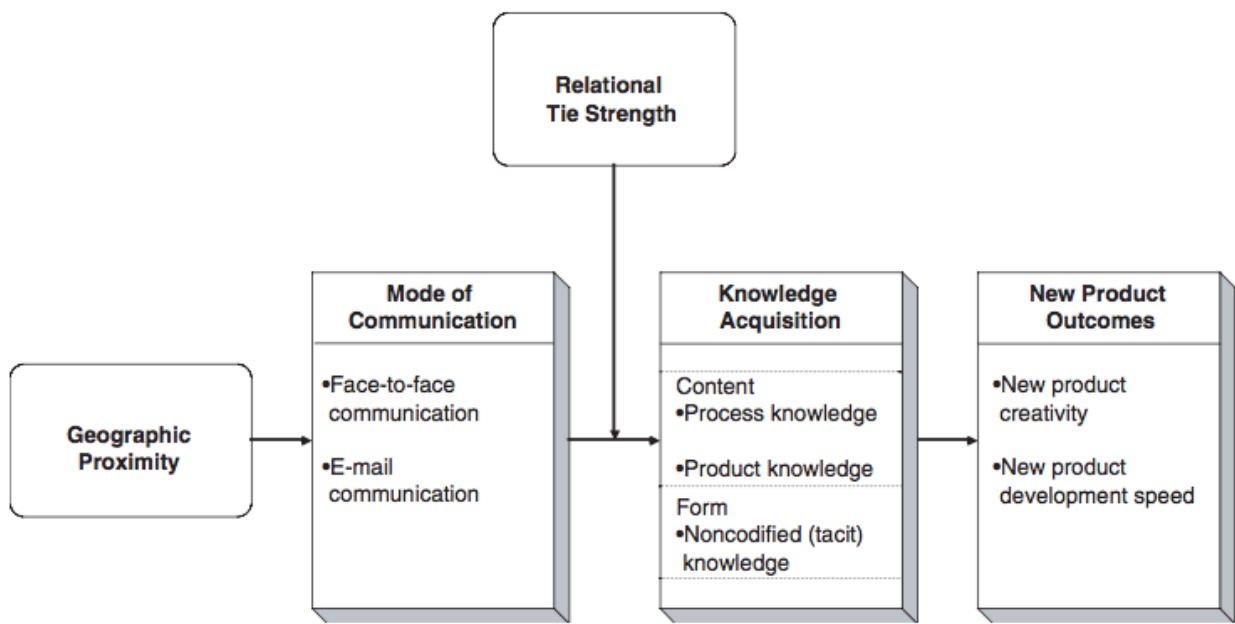 Relational
Tie Strength
Geographic
Proximity
Mode of
Communication
•Face-to-face
communication
•E-mail
communication
Knowledge
Acquisition
Content
•Process knowledge
•Product knowledge
Form
•Noncodified (tacit)
knowledge
New Product
Outcomes
•New product
creativity
•New product
development speed